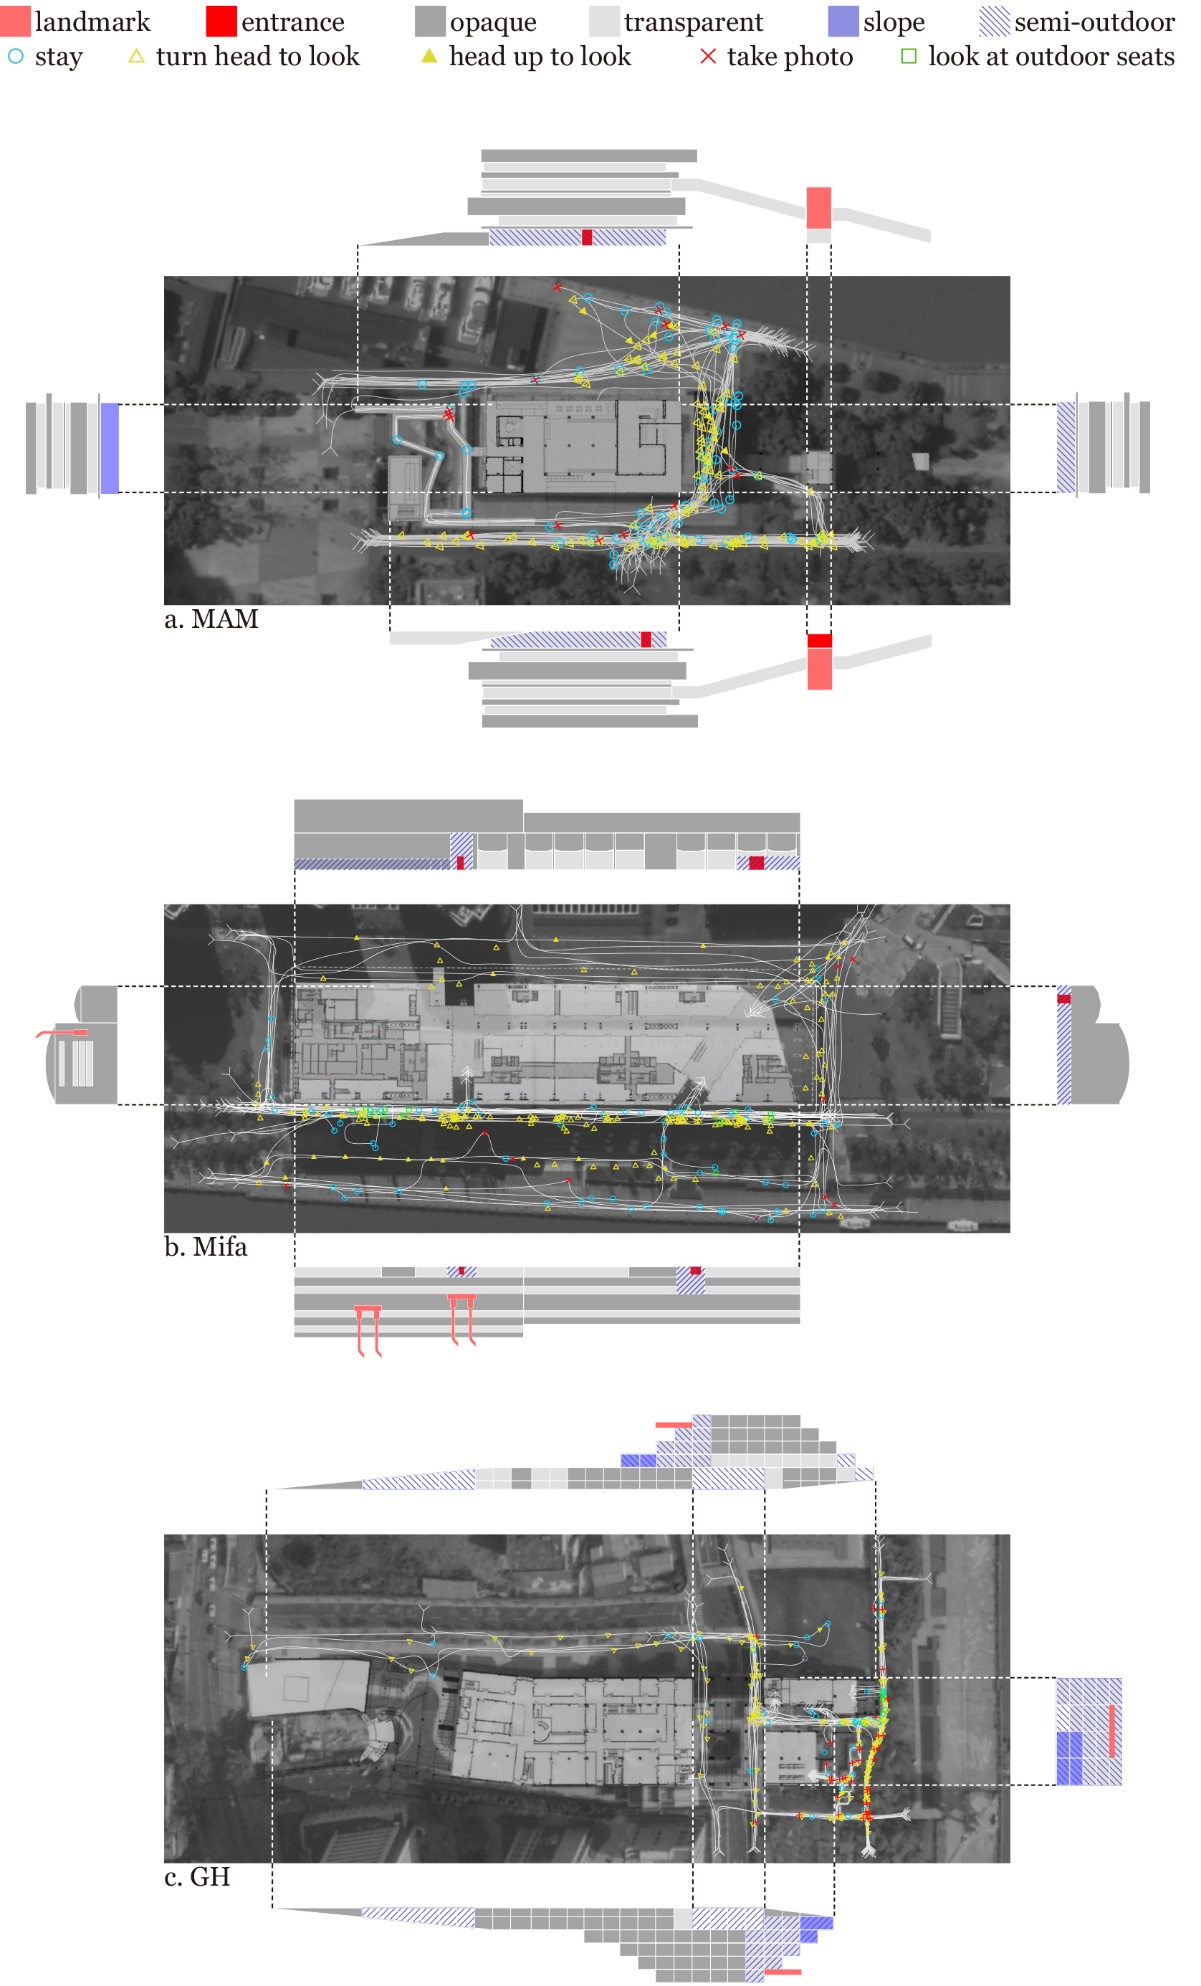 landmark entrance opaque transparent slope semi-outdoor
stay turn head to look head up to look take photo look at outdoor seats
a. MAM
b. Mifa
c. GH